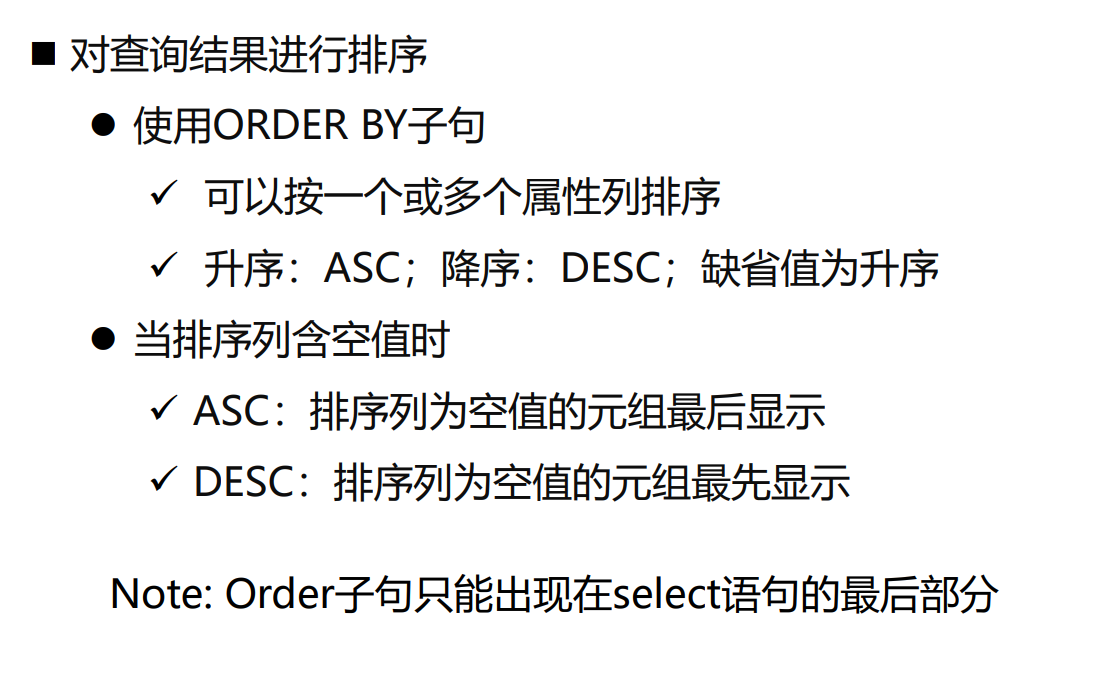 ■ 对查询结果进行排序
● 使用ORDER BY子句
✓ 可以按一个或多个属性列排序
✓ 升序：ASC；降序：DESC；缺省值为升序
● 当排序列含空值时
✓ ASC：排序列为空值的元组最后显示
✓ DESC：排序列为空值的元组最先显示
Note: Order子句只能出现在select语句的最后部分